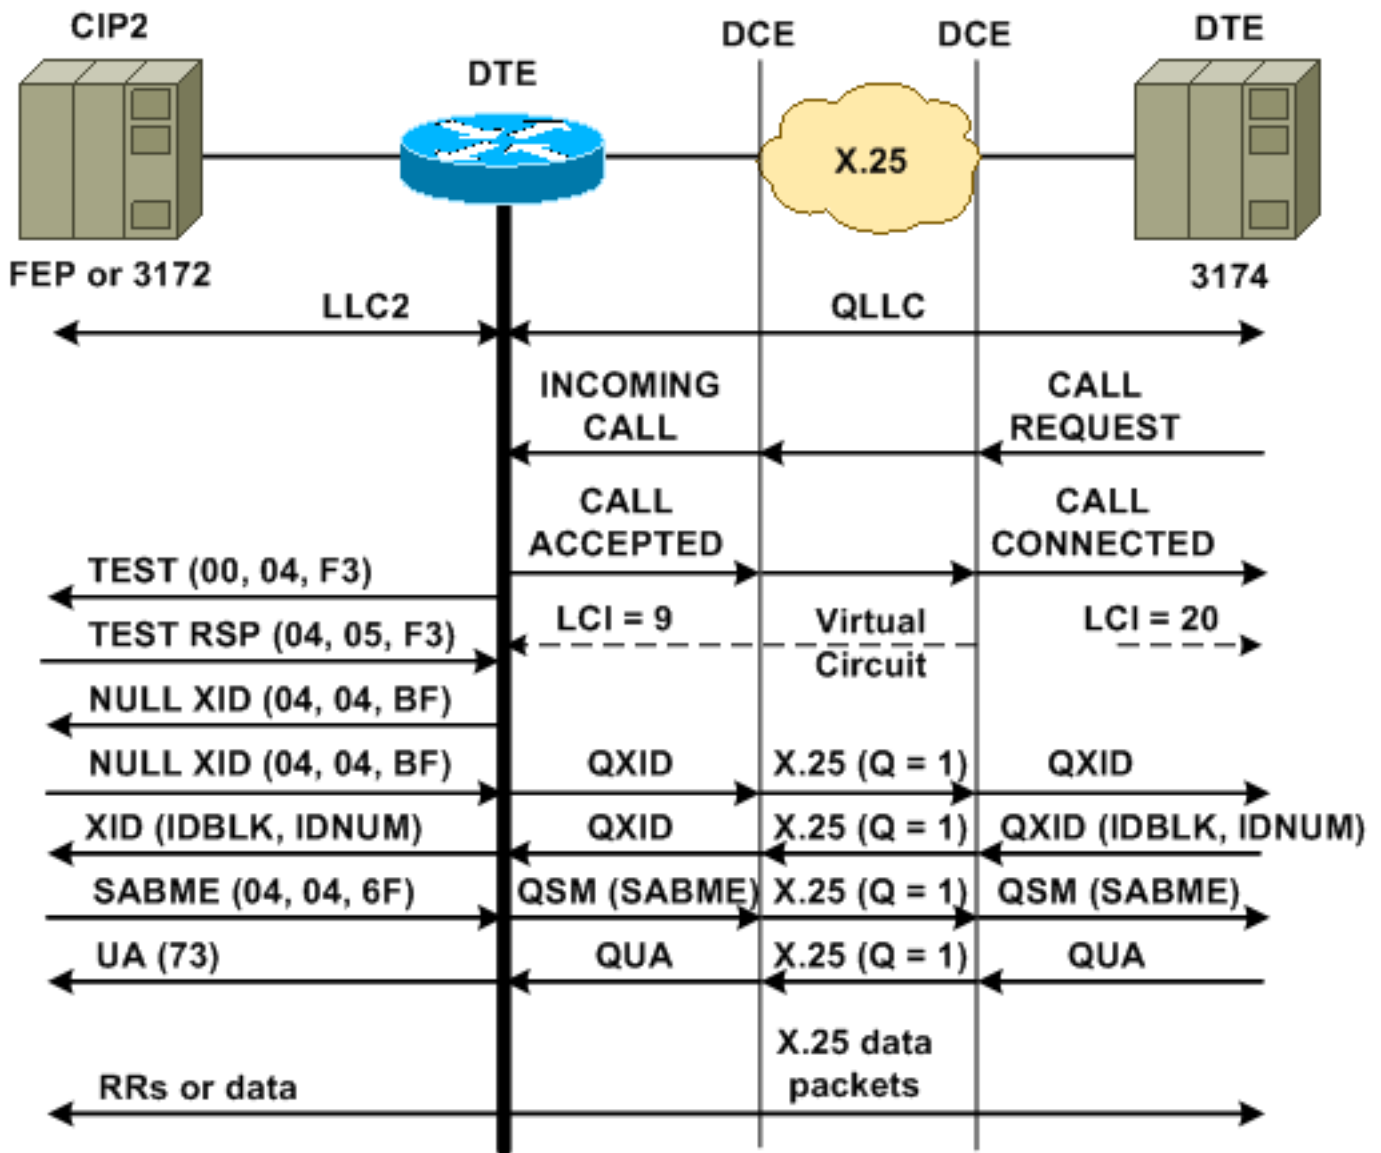 CIP2
DTE
DCE
DCE
DTE
X.25
FEP or 3172
3174
LLC2
QLLC
INCOMING
CALL
CALL
REQUEST
CALL
ACCEPTED
CALL
CONNECTED
TEST (00, 04, F3)
LCI = 9
Virtual
Circuit
LCI = 20
TEST RSP (04, 05, F3)
NULL XID (04, 04, BF)
NULL XID (04, 04, BF)
QXID
X.25 (Q = 1)
QXID
XID (IDBLK, IDNUM)
QXID
X.25 (Q = 1)
QXID (IDBLK, IDNUM)
SABME (04, 04, 6F)
QSM (SABME)
X.25 (Q = 1)
QSM (SABME)
UA (73)
QUA
X.25 (Q = 1)
QUA
X.25 data
packets
RRs or data